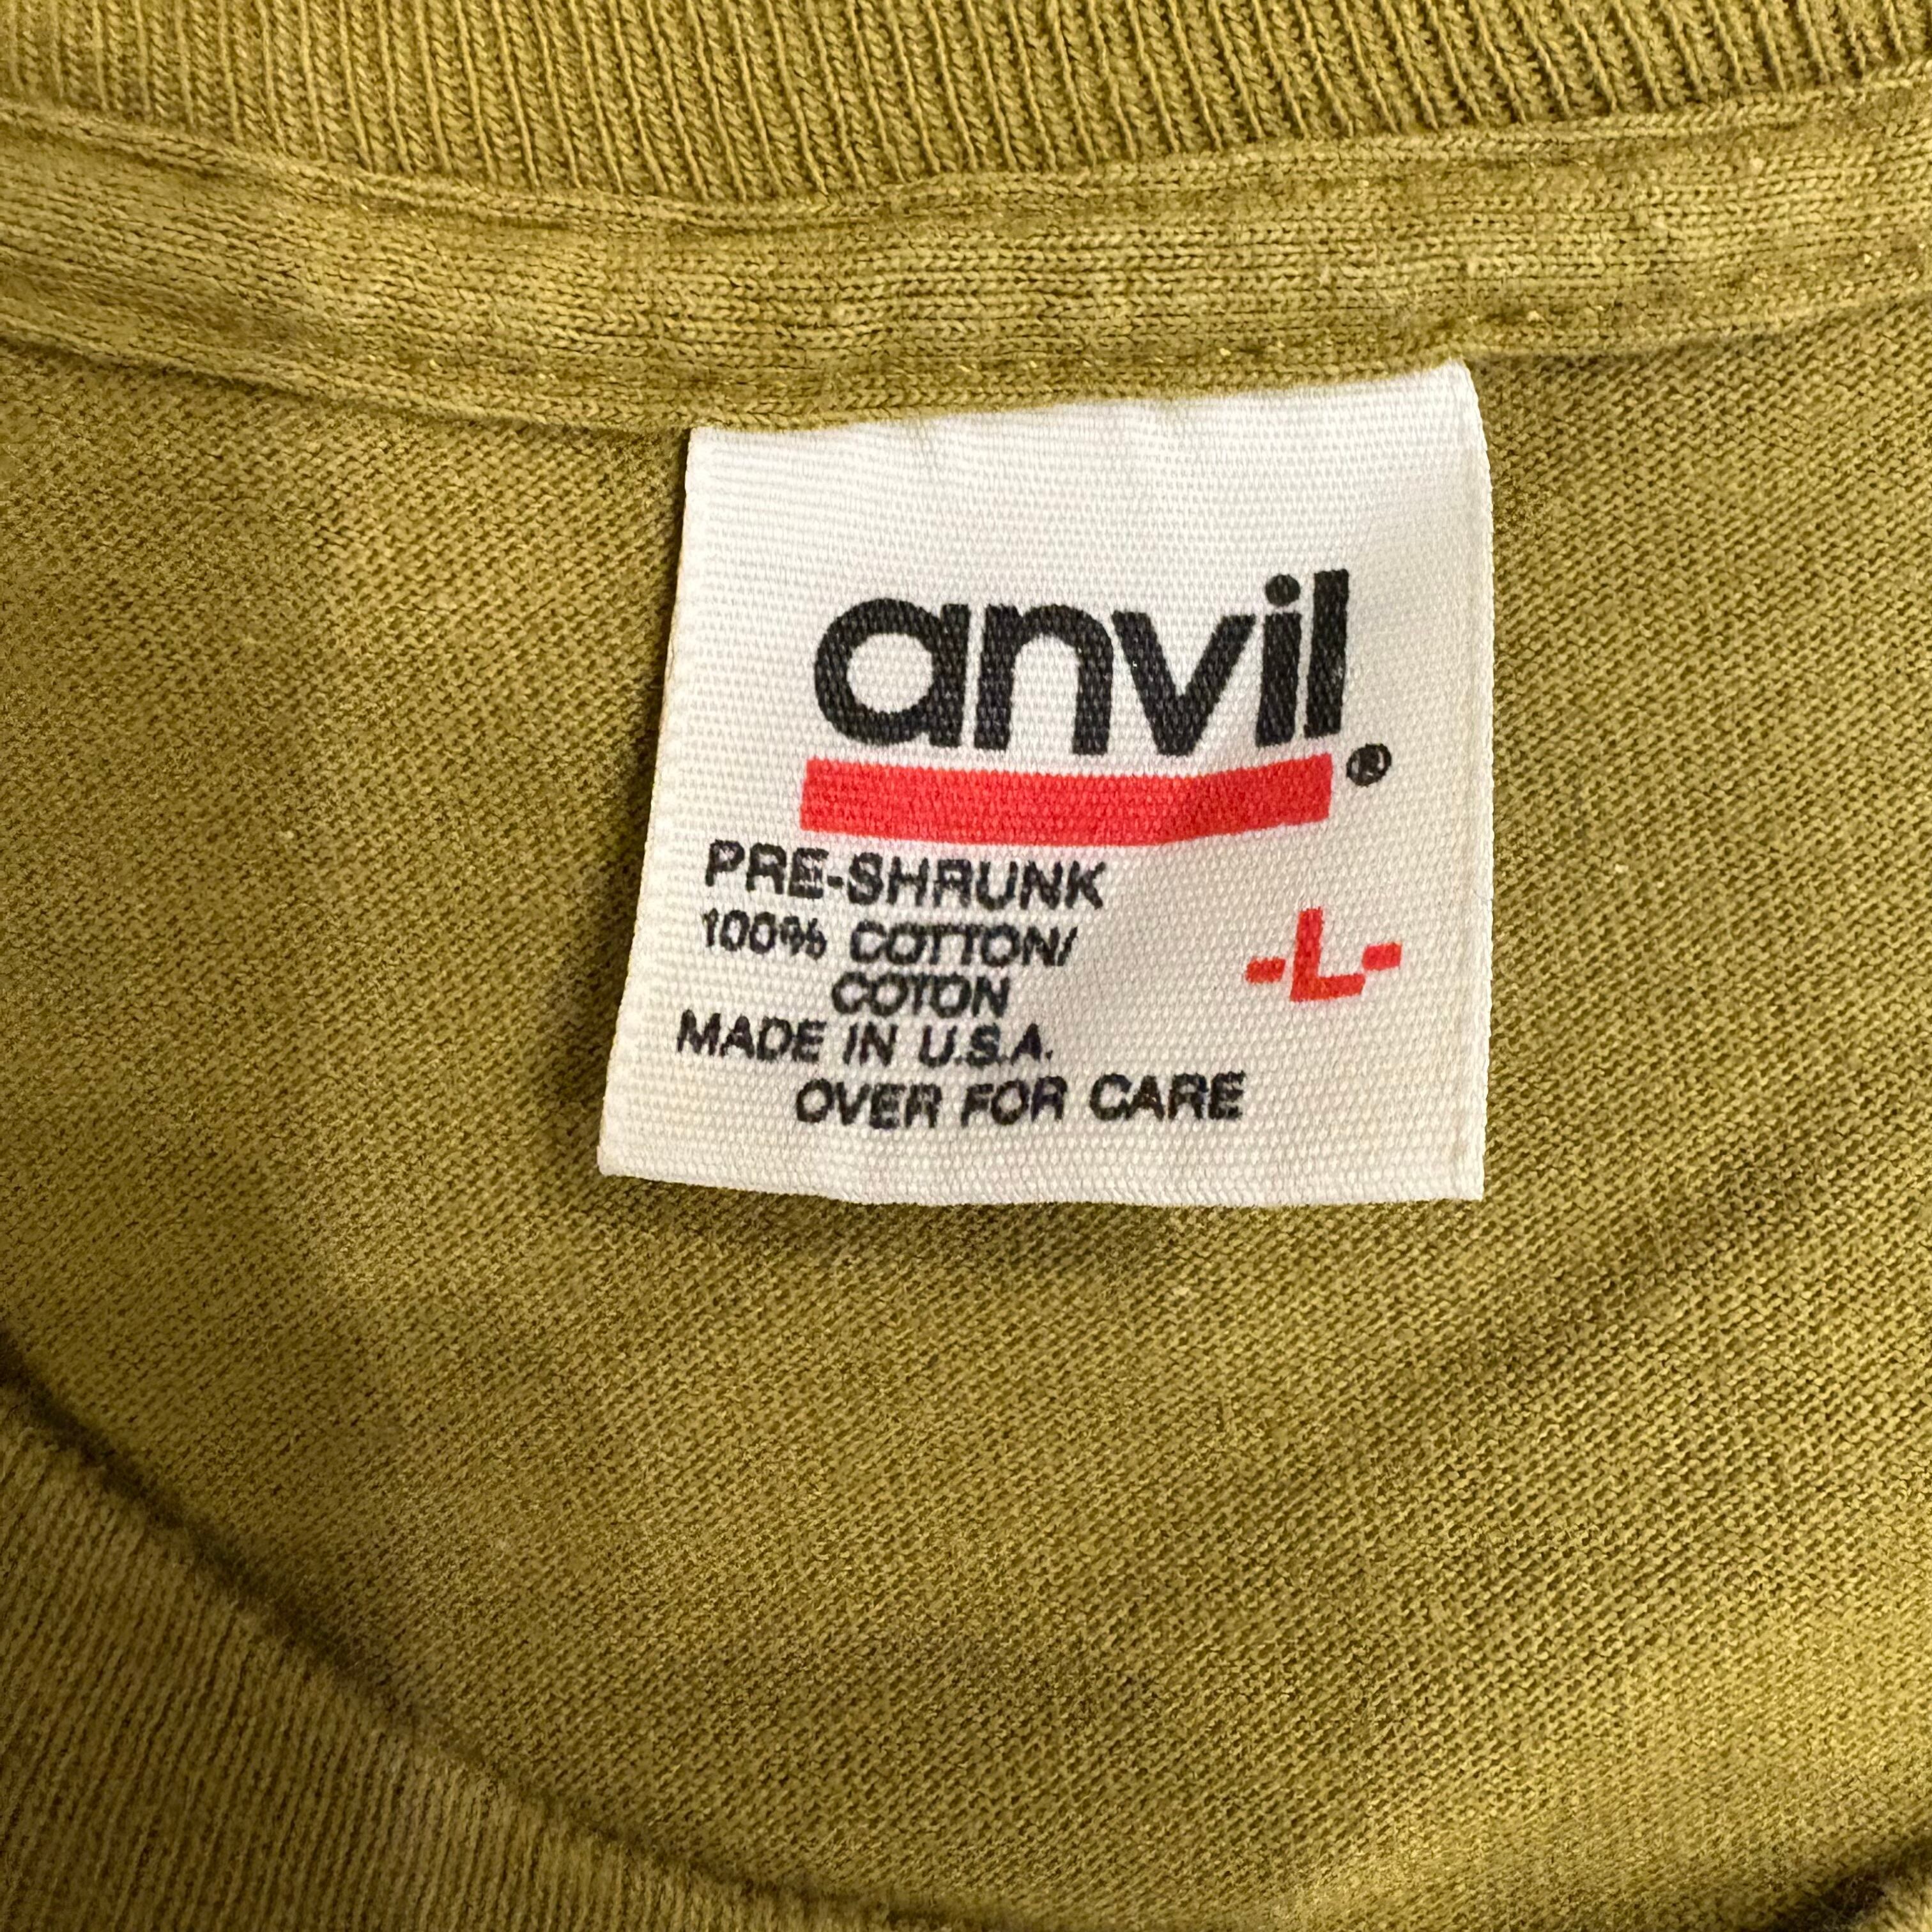 anvil®
PRE-SHRUNK
100% COTTON/
-L-
COTON
MADE IN U.S.A.
OVER FOR CARE